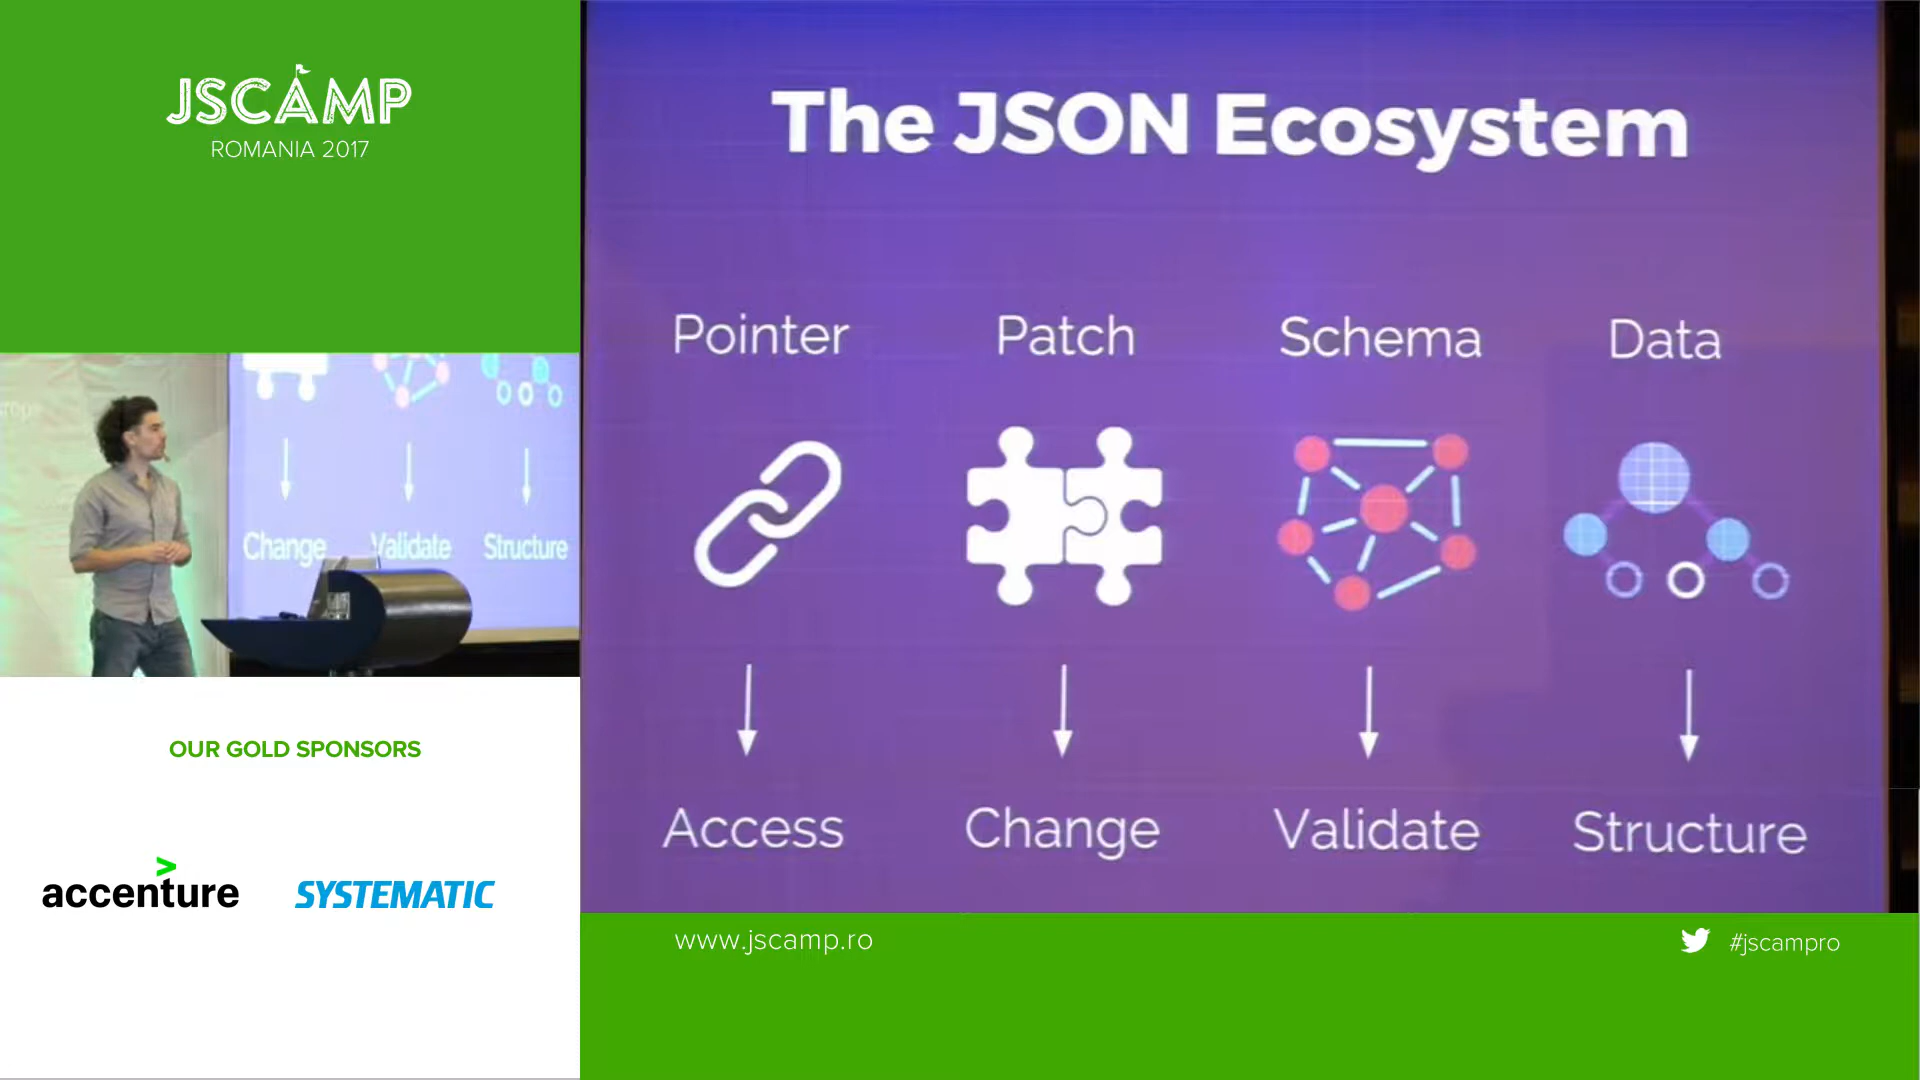 JSCAMP
ROMANIA 2017
The JSON Ecosystem
Pointer
Patch
Schema
Data
Access
Change
Validate
Structure
Change
Validate
Structure
OUR GOLD SPONSORS
accenture
SYSTEMATIC
www.jscamp.ro
#jscampro